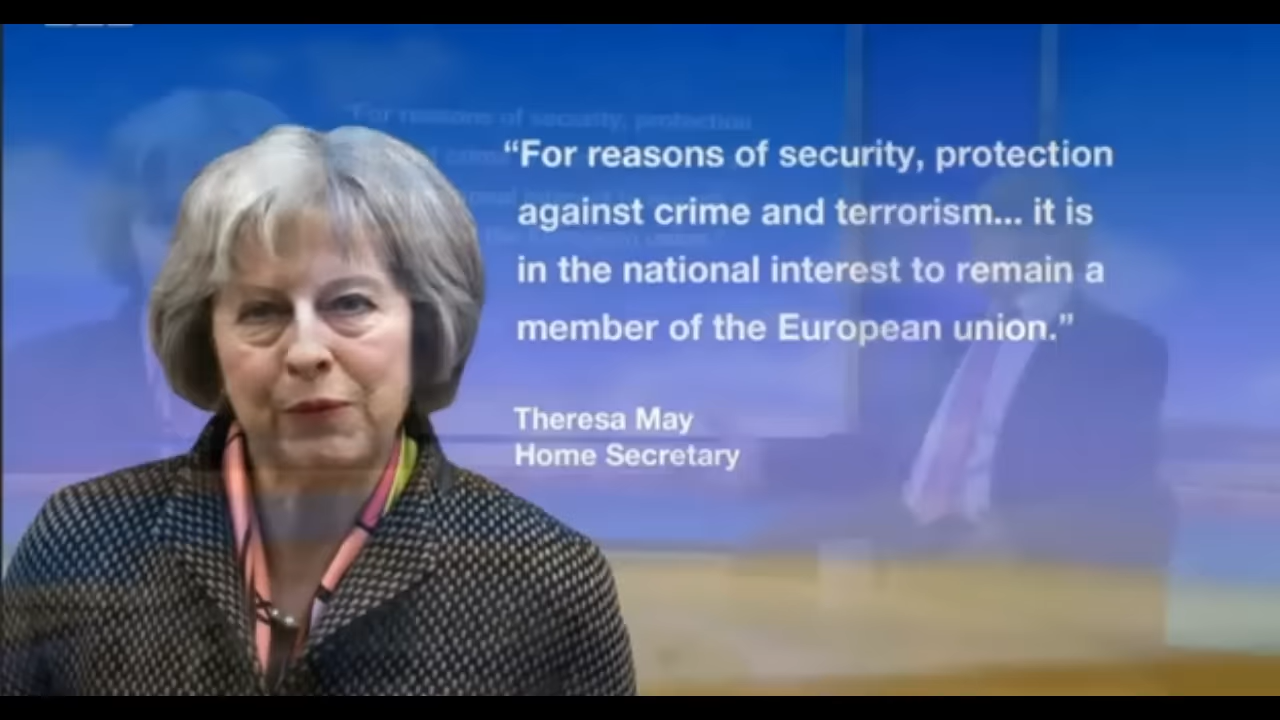 “For reasons of security, protection
against crime and terrorism... it is
in the national interest to remain a
member of the European union.”
Theresa May
Home Secretary